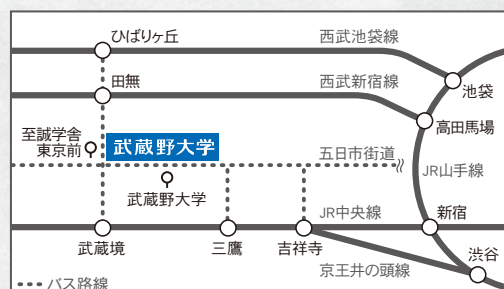 ひばりヶ丘
西武池袋線
田無
西武新宿線
池袋
至誠学舎
東京前
武蔵野大学
高田馬場
五日市街道
JR山手線
武蔵野大学
JR中央線
新宿
武蔵境
三鷹
吉祥寺
渋谷
京王井の頭線
バス路線